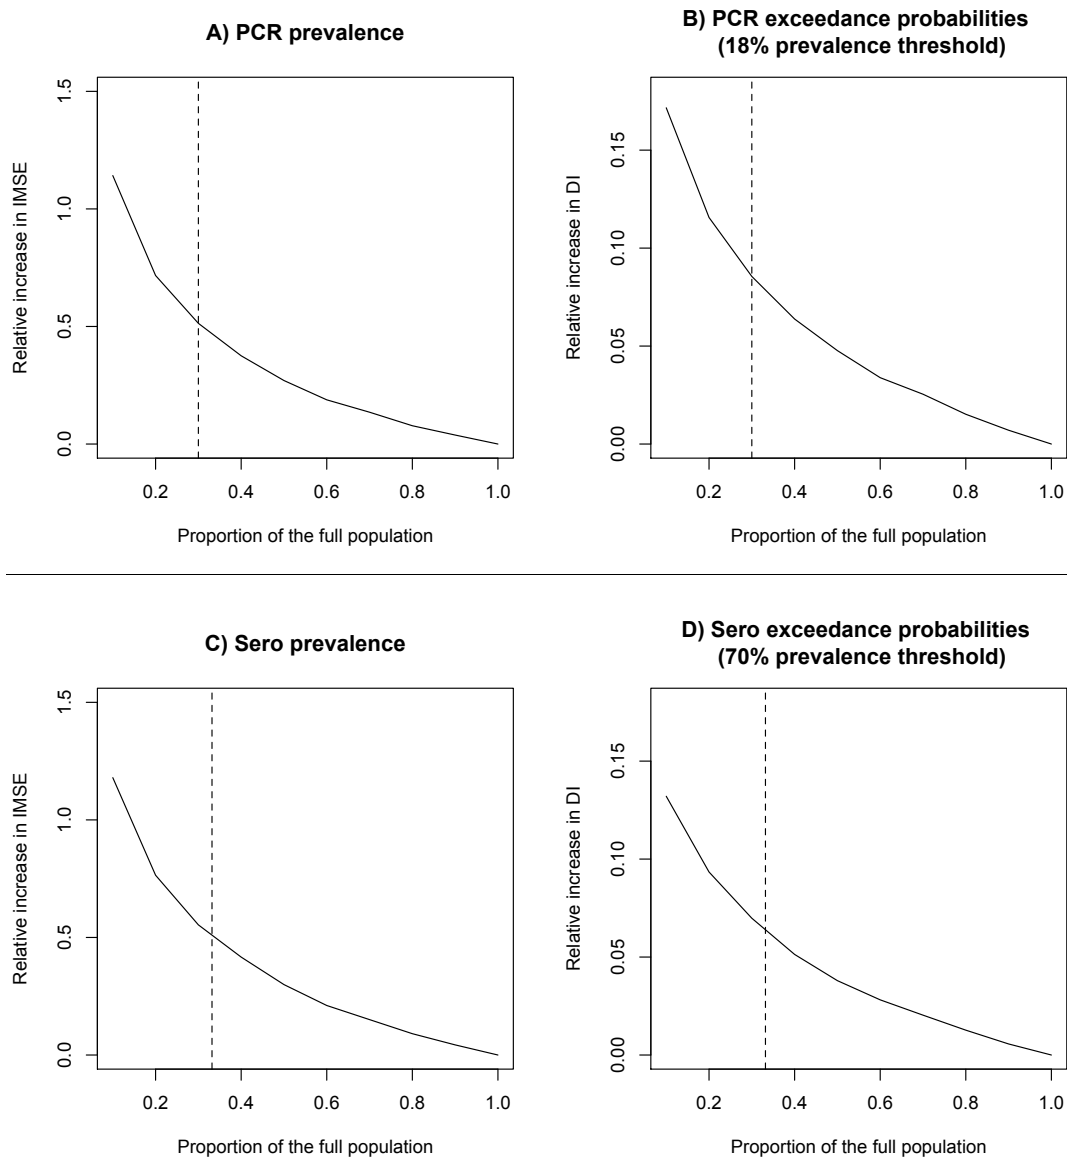 A) PCR prevalence
Relative increase in IMSE
1.5
1.0
0.5
0.0
0.2 0.4 0.6 0.8 1.0
Proportion of the full population
B) PCR exceedance probabilities
(18% prevalence threshold)
Relative increase in DI
0.15
0.10
0.05
0.00
0.2 0.4 0.6 0.8 1.0
Proportion of the full population
C) Sero prevalence
Relative increase in IMSE
1.5
1.0
0.5
0.0
0.2 0.4 0.6 0.8 1.0
Proportion of the full population
D) Sero exceedance probabilities
(70% prevalence threshold)
Relative increase in DI
0.15
0.10
0.05
0.00
0.2 0.4 0.6 0.8 1.0
Proportion of the full population